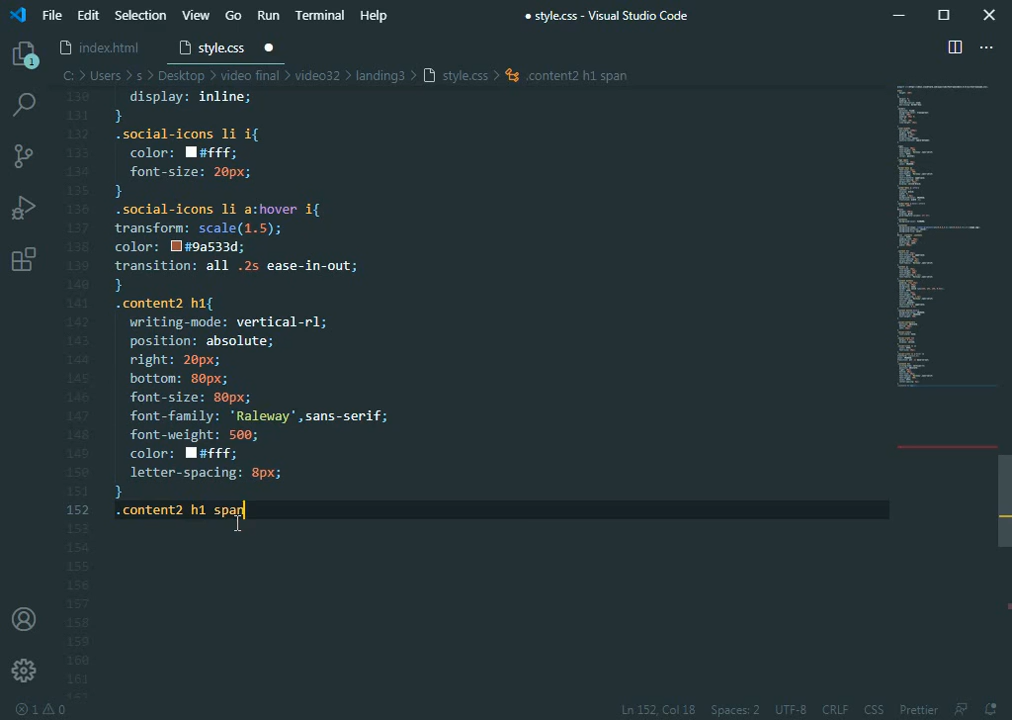 File Edit Selection View Go Run Terminal Help
● style.css - Visual Studio Code
1
index.html
style.css
C: > Users > s > Desktop > video final > video32 > landing3 > style.css > .content2 h1 span
130 display: inline;
131 }
132 .social-icons li i{
133 color: #fff;
134 font-size: 20px;
135 }
136 .social-icons li a:hover i{
137 transform: scale(1.5);
138 color: #9a533d;
139 transition: all .2s ease-in-out;
140 }
141 .content2 h1{
142 writing-mode: vertical-rl;
143 position: absolute;
144 right: 20px;
145 bottom: 80px;
146 font-size: 80px;
147 font-family: 'Raleway',sans-serif;
148 font-weight: 500;
149 color: #fff;
150 letter-spacing: 8px;
151 }
152 .content2 h1 span
153
154
155
156
157
158
159
160
161
1 0
Ln 152, Col 18 Spaces: 2 UTF-8 CRLF CSS Prettier